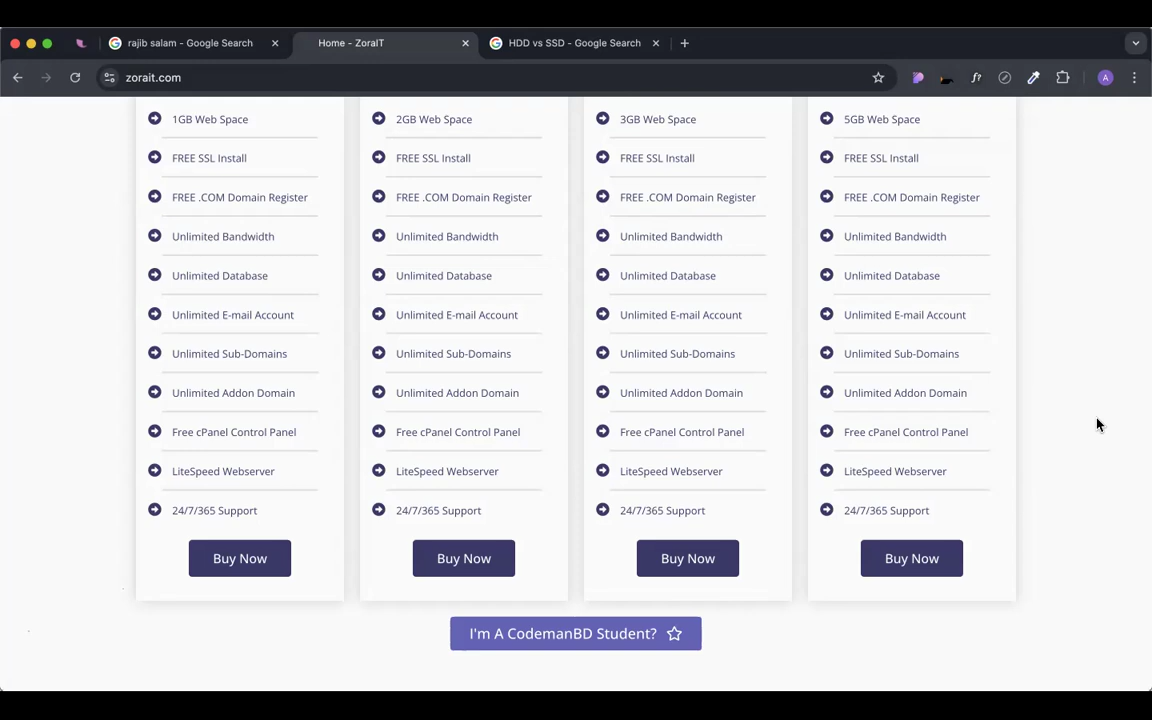 rajib salam - Google Search
Home - ZoraIT
HDD vs SSD - Google Search
zorait.com
f?
A
1GB Web Space
FREE SSL Install
FREE .COM Domain Register
Unlimited Bandwidth
Unlimited Database
Unlimited E-mail Account
Unlimited Sub-Domains
Unlimited Addon Domain
Free cPanel Control Panel
LiteSpeed Webserver
24/7/365 Support
Buy Now
2GB Web Space
FREE SSL Install
FREE .COM Domain Register
Unlimited Bandwidth
Unlimited Database
Unlimited E-mail Account
Unlimited Sub-Domains
Unlimited Addon Domain
Free cPanel Control Panel
LiteSpeed Webserver
24/7/365 Support
Buy Now
3GB Web Space
FREE SSL Install
FREE .COM Domain Register
Unlimited Bandwidth
Unlimited Database
Unlimited E-mail Account
Unlimited Sub-Domains
Unlimited Addon Domain
Free cPanel Control Panel
LiteSpeed Webserver
24/7/365 Support
Buy Now
5GB Web Space
FREE SSL Install
FREE .COM Domain Register
Unlimited Bandwidth
Unlimited Database
Unlimited E-mail Account
Unlimited Sub-Domains
Unlimited Addon Domain
Free cPanel Control Panel
LiteSpeed Webserver
24/7/365 Support
Buy Now
I'm A CodemanBD Student?